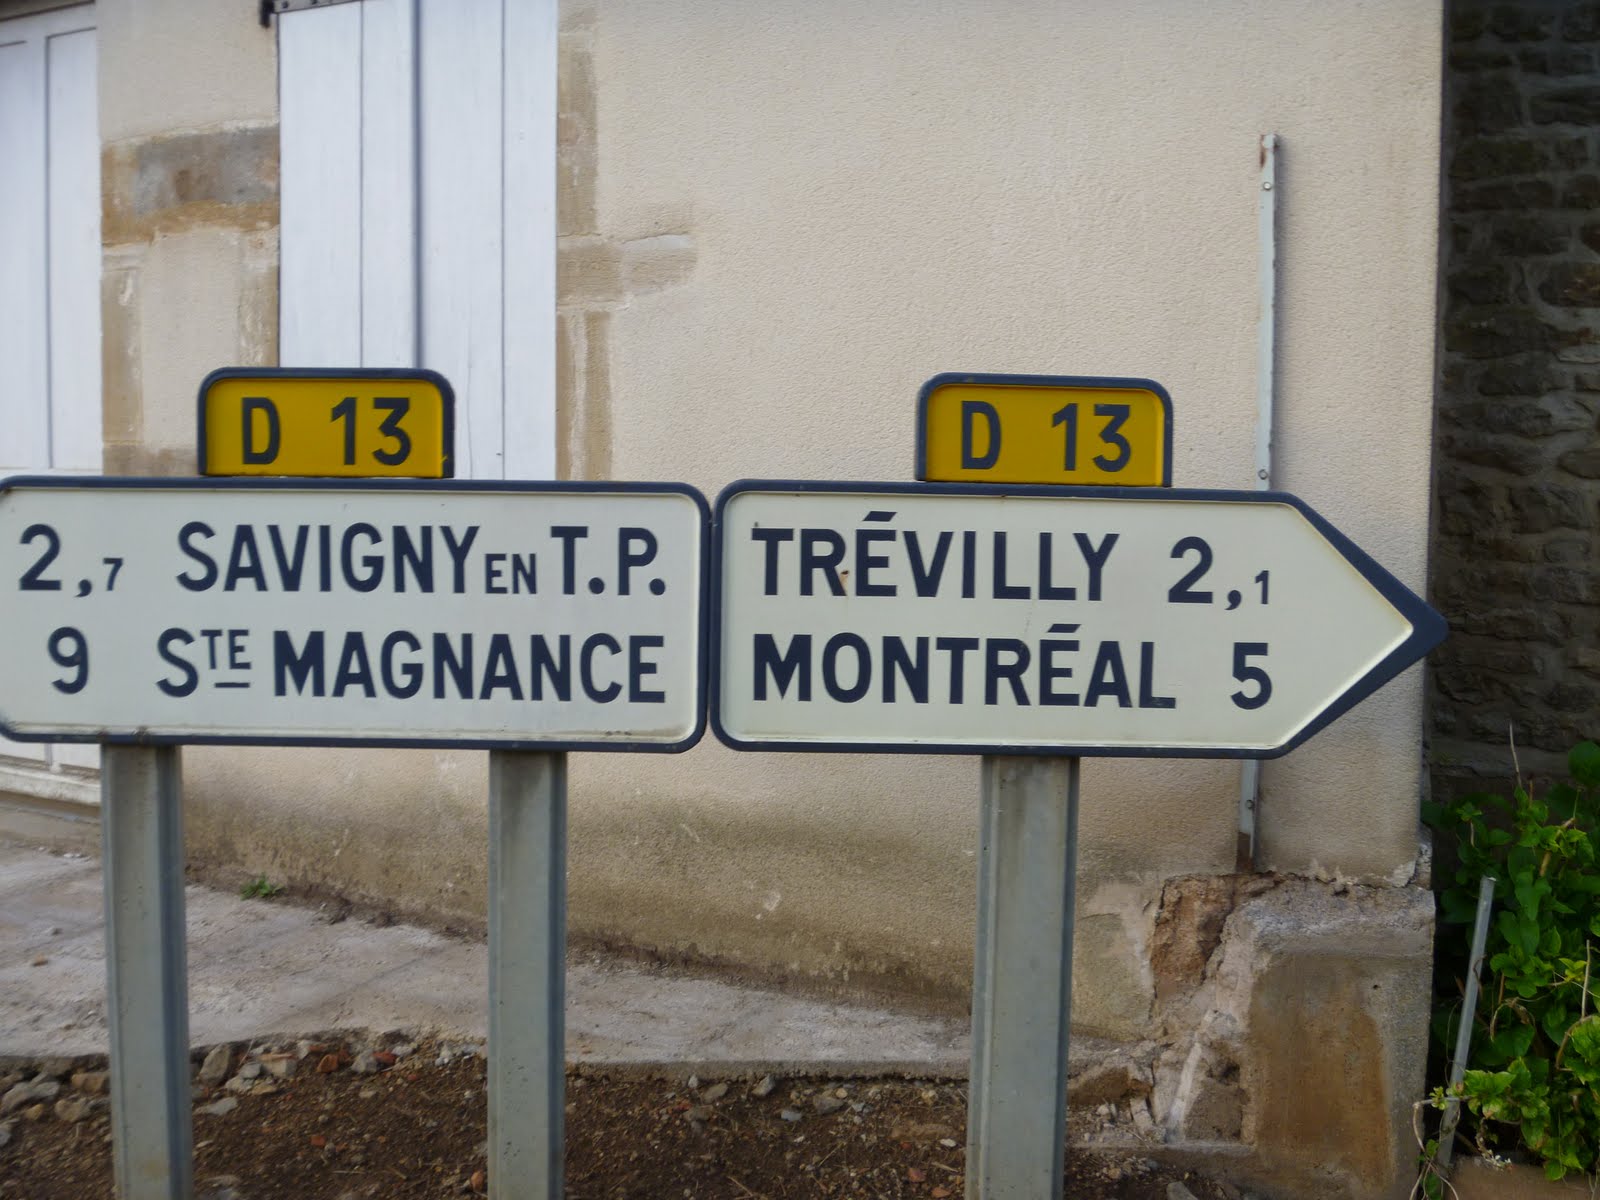 D 13
2,7 SAVIGNY EN T.P.
9 STE MAGNANCE
D 13
TRÉVILLY 2,1
MONTRÉAL 5